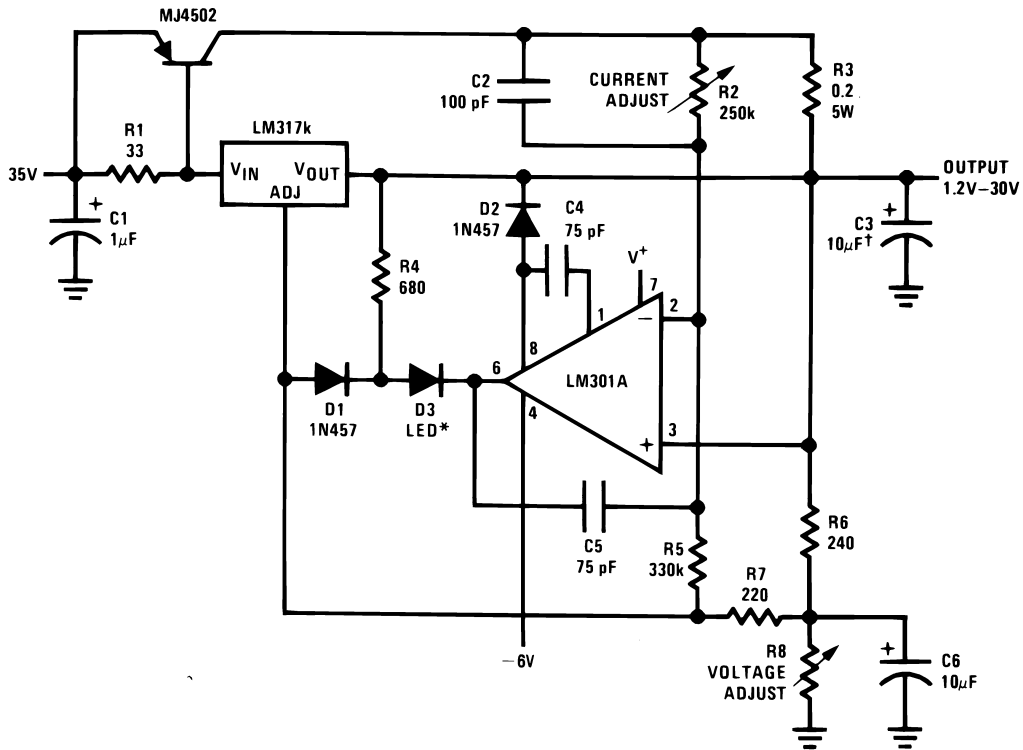 MJ4502
R1
33
35V
C1
1μF
+
LM317k
VIN
VOUT
ADJ
C2
100 pF
CURRENT
ADJUST
R2
250k
R3
0.2
5W
OUTPUT
1.2V–30V
+
C3
10μF†
D2
1N457
C4
75 pF
R4
680
V+
7
1
2
8
6
4
3
−
+
LM301A
D1
1N457
D3
LED*
C5
75 pF
R5
330k
R6
240
R7
220
−6V
R8
VOLTAGE
ADJUST
+
C6
10μF